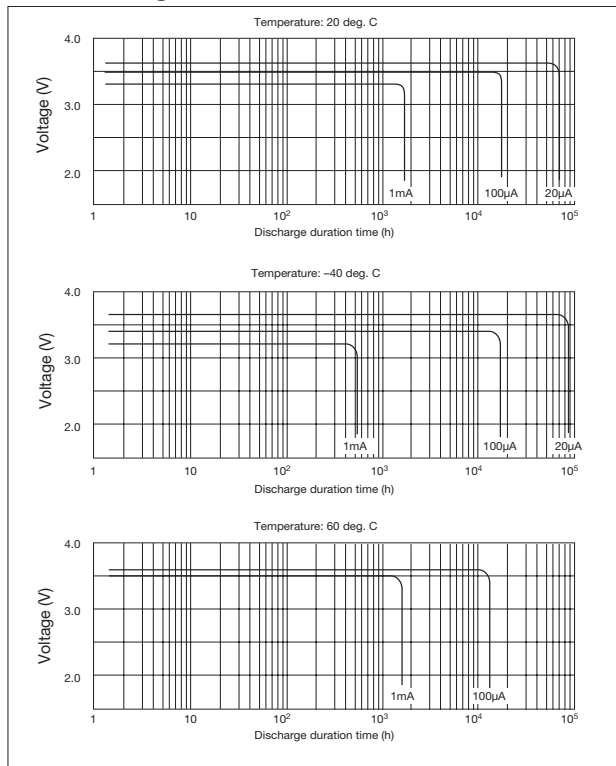 Temperature: 20 deg. C
4.0
3.0
2.0
Voltage (V)
1mA 100μA 20μA
1 10 10² 10³ 10⁴ 10⁵
Discharge duration time (h)
Temperature: –40 deg. C
4.0
3.0
2.0
Voltage (V)
1mA 100μA 20μA
1 10 10² 10³ 10⁴ 10⁵
Discharge duration time (h)
Temperature: 60 deg. C
4.0
3.0
2.0
Voltage (V)
1mA 100μA
1 10 10² 10³ 10⁴ 10⁵
Discharge duration time (h)